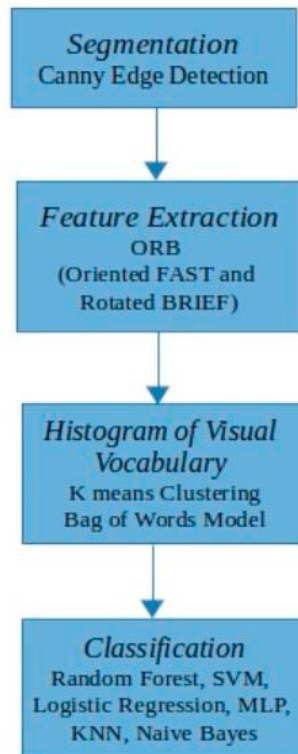 Segmentation
Canny Edge Detection
Feature Extraction
ORB
(Oriented FAST and
Rotated BRIEF)
Histogram of Visual
Vocabulary
K means Clustering
Bag of Words Model
Classification
Random Forest, SVM,
Logistic Regression, MLP,
KNN, Naive Bayes